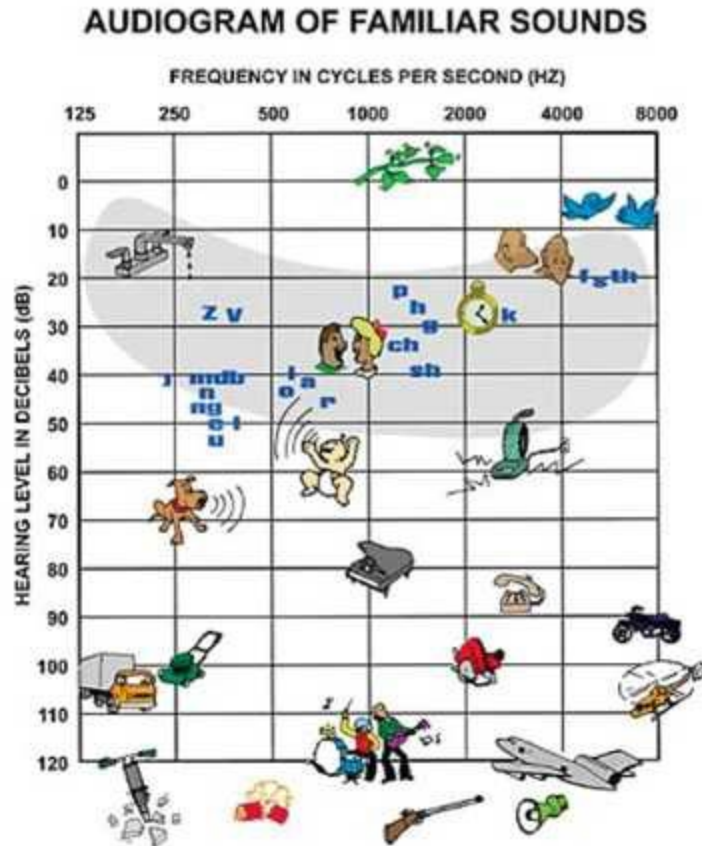 AUDIOGRAM OF FAMILIAR SOUNDS
FREQUENCY IN CYCLES PER SECOND (HZ)
125 250 500 1000 2000 4000 8000
HEARING LEVEL IN DECIBELS (dB)
0
10
20
f s th
p
h
z v
k
30
g
ch
40
j mdb
i
a
sh
n
o
r
ng
50
e l
u
60
70
80
90
100
110
120